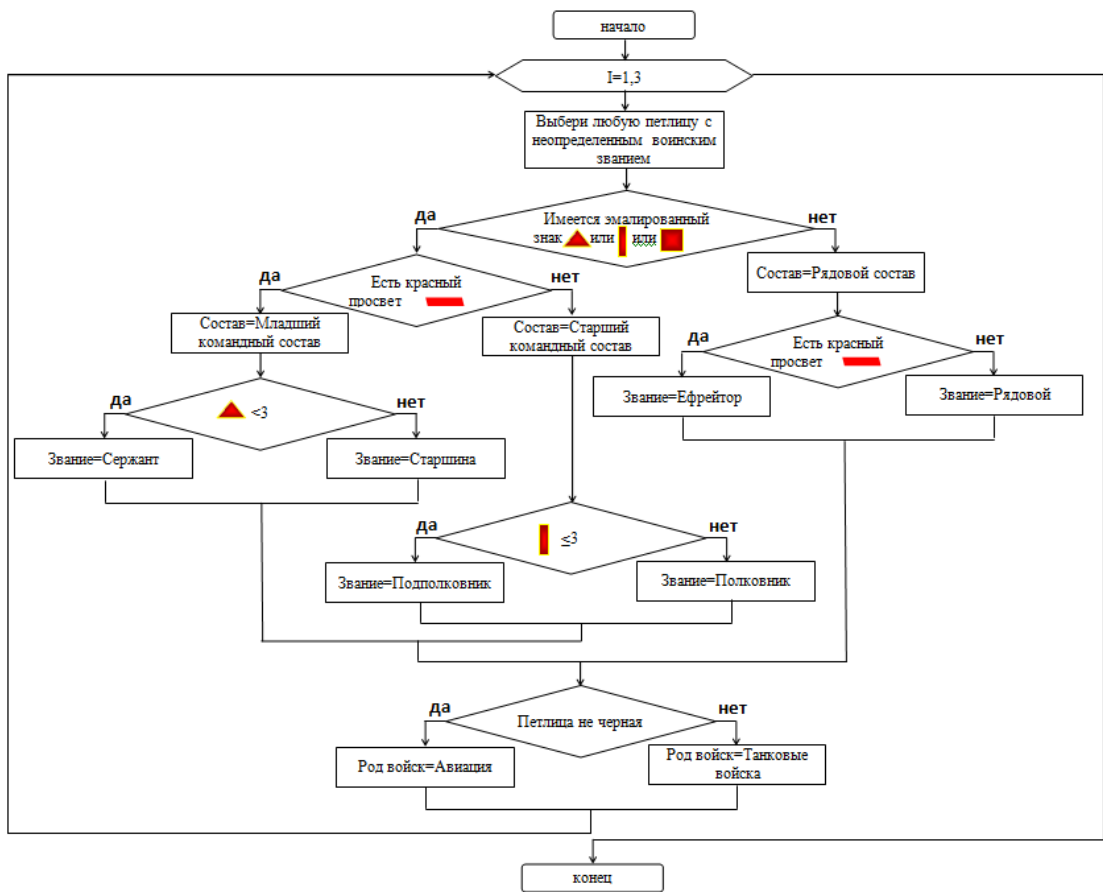 начало
I=1,3
Выбери любую петлицу с
неопределенным воинским
званием
да
нет
Имеется эмалированный
знак или или
да
нет
Есть красный
просвет
Состав=Рядовой состав
Состав=Младший
командный состав
Состав=Старший
командный состав
да
нет
Есть красный
просвет
да
нет
<3
Звание=Ефрейтор
Звание=Рядовой
Звание=Сержант
Звание=Старшина
да
нет
≤3
Звание=Подполковник
Звание=Полковник
да
нет
Петлица не черная
Род войск=Авиация
Род войск=Танковые
войска
конец